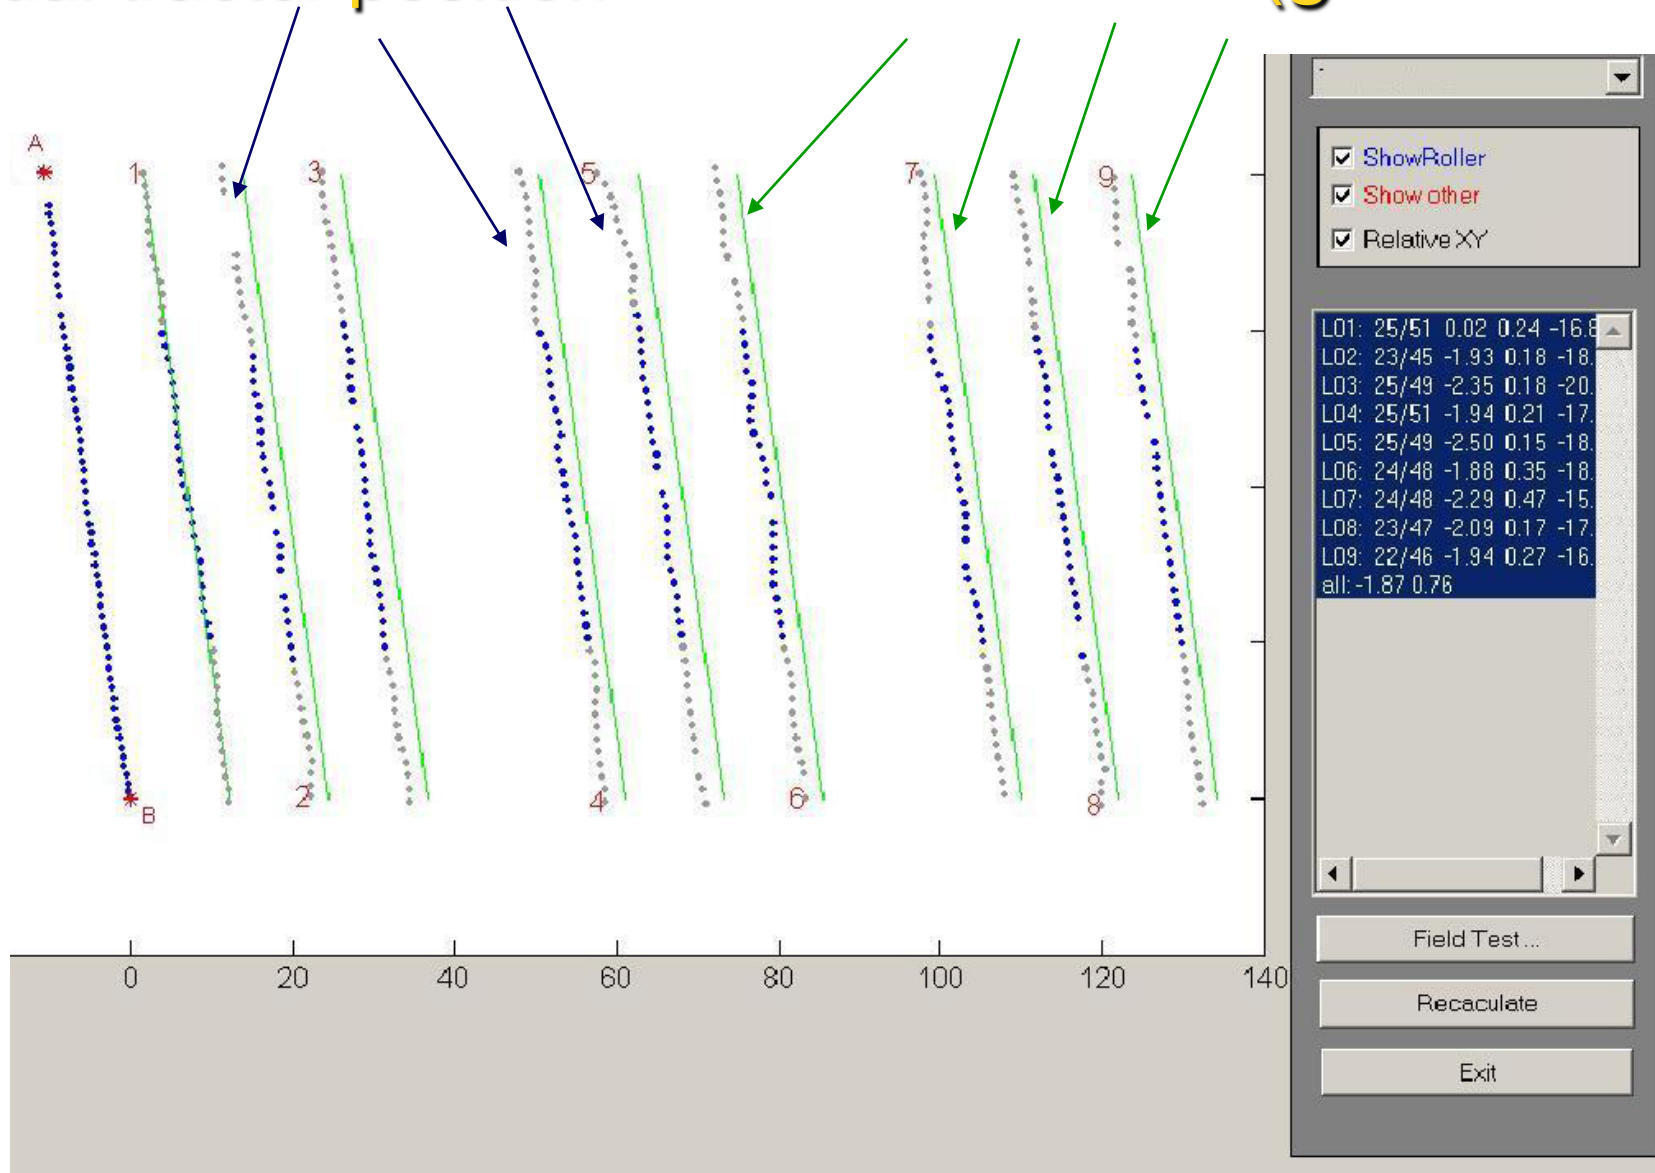 position
A
1
3
5
7
9
B
2
4
6
8
0 20 40 60 80 100 120 140
ShowRoller
Show other
Relative XY
L01: 25/51 0.02 0.24 -16.8
L02: 23/45 -1.93 0.18 -18.
L03: 25/49 -2.35 0.18 -20.
L04: 25/51 -1.94 0.21 -17.
L05: 25/49 -2.50 0.15 -18.
L06: 24/48 -1.88 0.35 -18.
L07: 24/48 -2.29 0.47 -15.
L08: 23/47 -2.09 0.17 -17.
L09: 22/46 -1.94 0.27 -16.
all: -1.87 0.76
Field Test ...
Recaculate
Exit